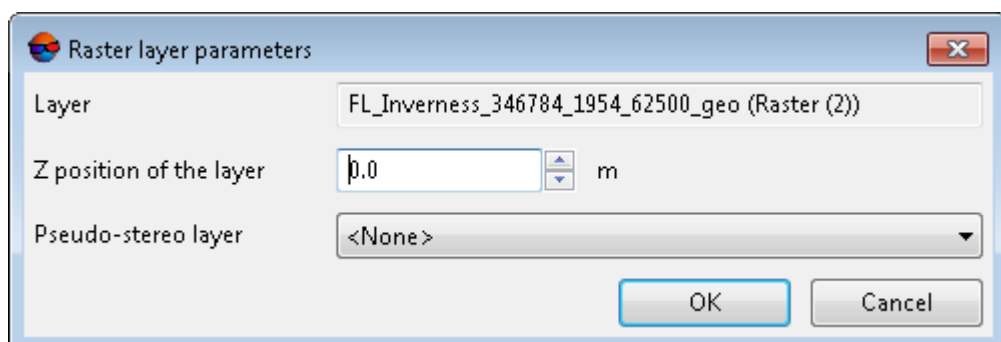 Raster layer parameters
Layer FL_Inverness_346784_1954_62500_geo (Raster (2))
Z position of the layer 0.0 m
Pseudo-stereo layer <None>
OK Cancel